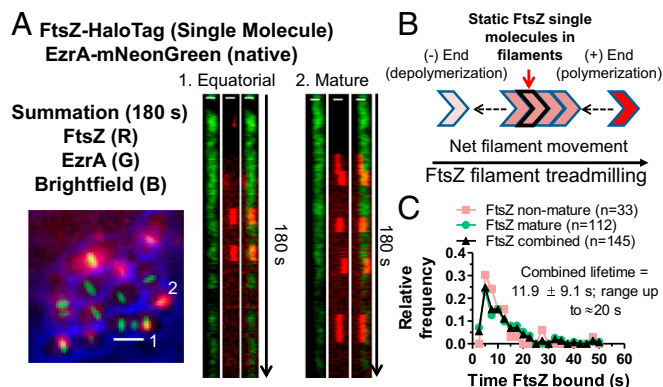 A
FtsZ-HaloTag (Single Molecule)
EzrA-mNeonGreen (native)
1. Equatorial
2. Mature
Summation (180 s)
FtsZ (R)
EzrA (G)
Brightfield (B)
2
1
180 s
180 s
B
Static FtsZ single
molecules in
filaments
(-) End
(depolymerization)
(+) End
(polymerization)
Net filament movement
FtsZ filament treadmilling
C
FtsZ non-mature (n=33)
FtsZ mature (n=112)
FtsZ combined (n=145)
Combined lifetime =
11.9 ± 9.1 s; range up
to ≈20 s
Relative
frequency
0.4
0.3
0.2
0.1
0.0
0 10 20 30 40 50 60
Time FtsZ bound (s)